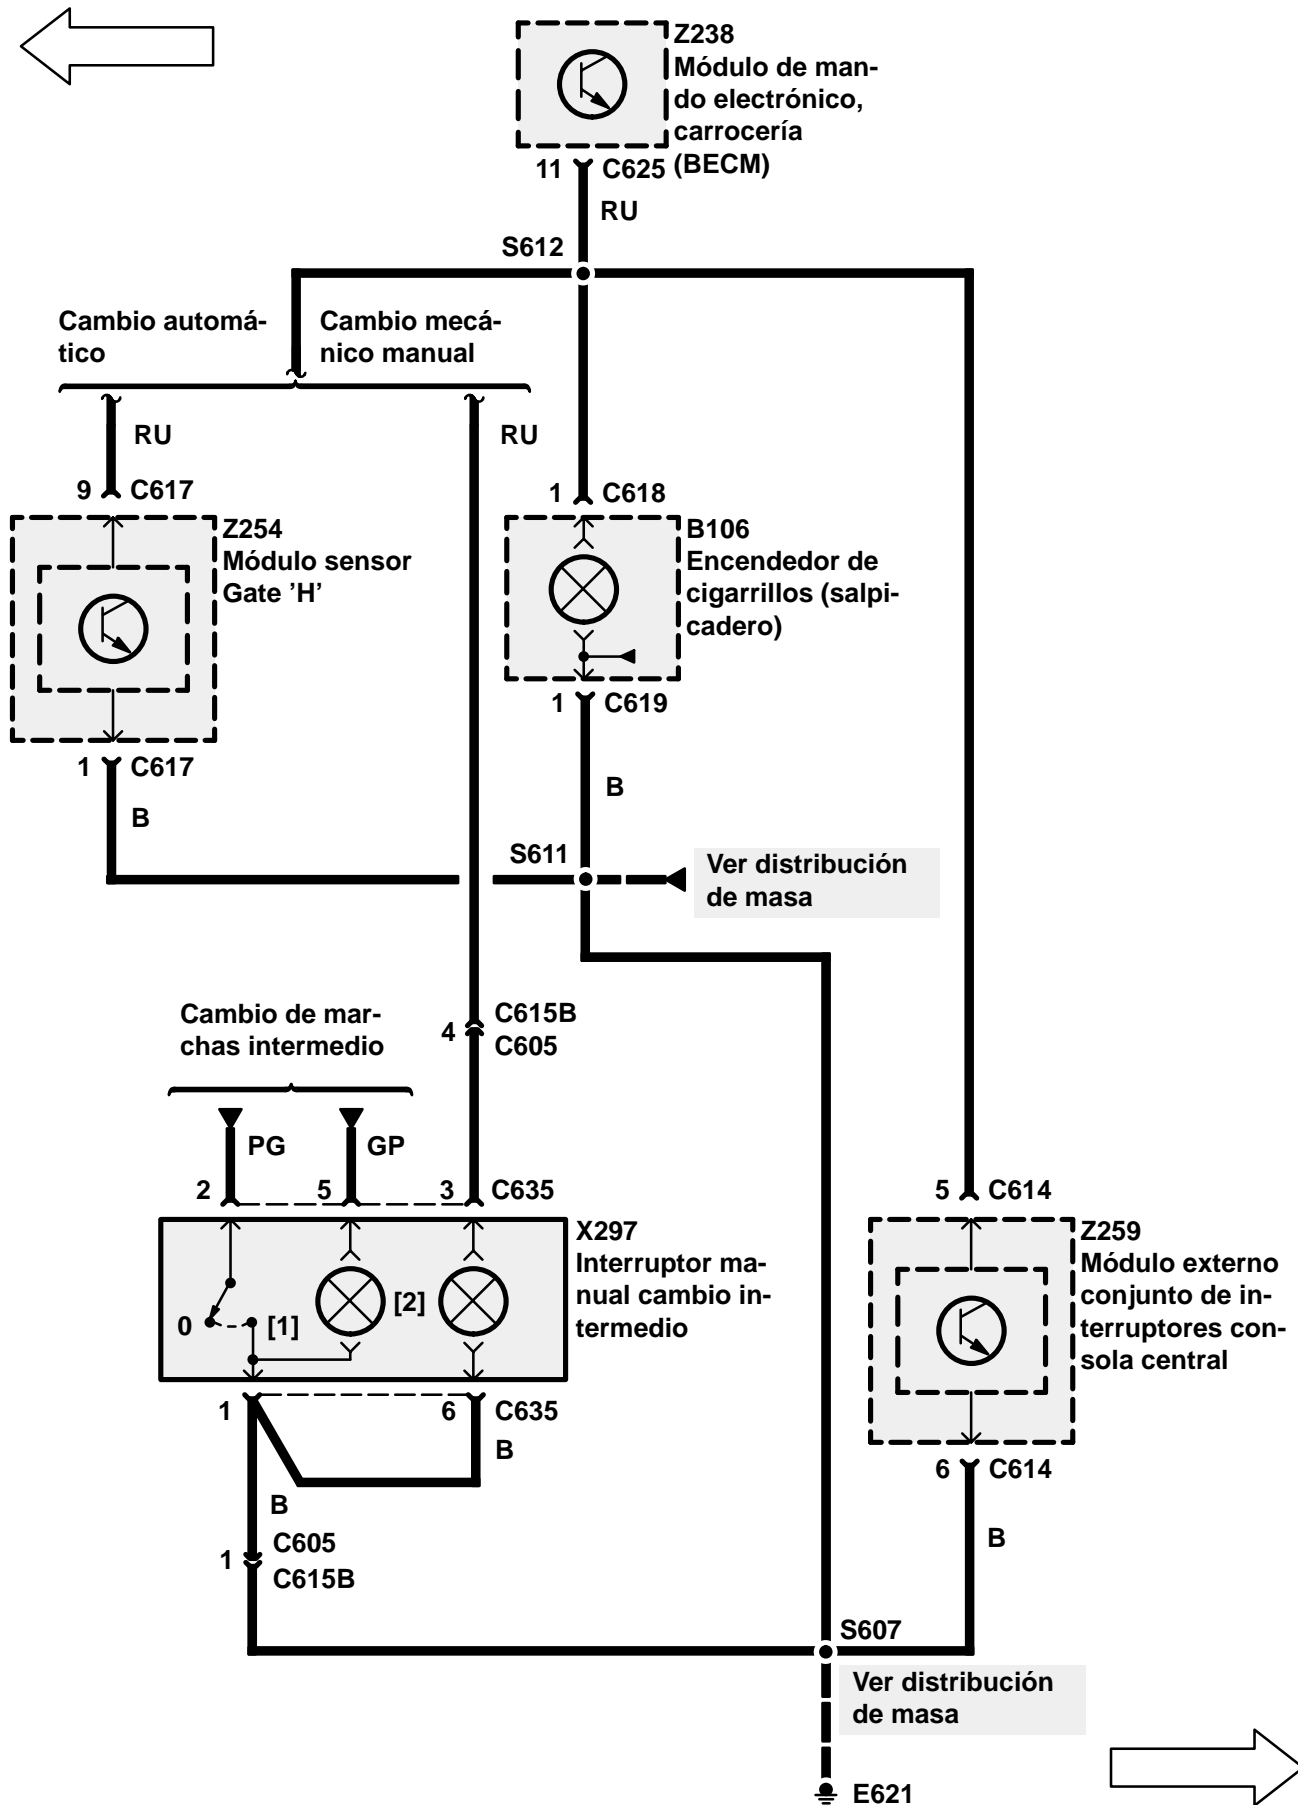 Z238
Módulo de man-
do electrónico,
carrocería
(BECM)
11 C625
RU
S612
Cambio automá-
tico
Cambio mecá-
nico manual
RU
RU
9 C617
1 C618
Z254
Módulo sensor
Gate ’H’
B106
Encendedor de
cigarrillos (salpi-
cadero)
1 C619
1 C617
B
B
S611
Ver distribución
de masa
Cambio de mar-
chas intermedio
4
C615B
C605
PG
GP
2 5 3 C635
5 C614
X297
Interruptor ma-
nual cambio in-
termedio
0 [1] [2]
Z259
Módulo externo
conjunto de in-
terruptores con-
sola central
1 6 C635
B
B
6 C614
B
1
C605
C615B
S607
Ver distribución
de masa
E621